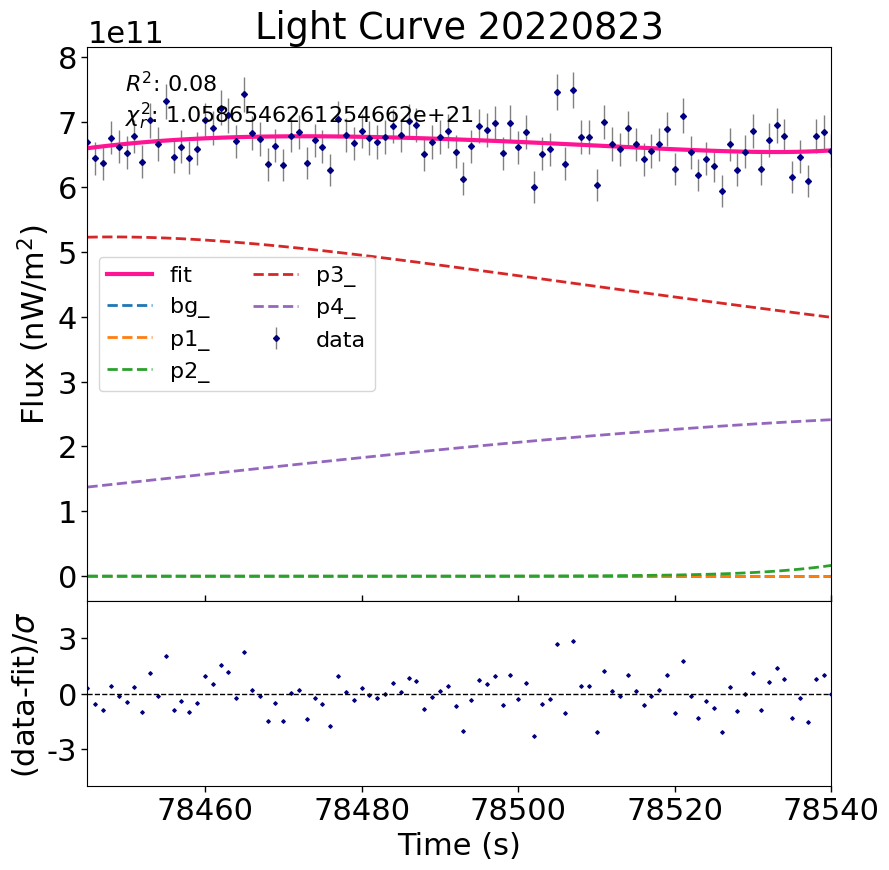 Light Curve 20220823
1e11
R²: 0.08
χ²ᵣ: 1.0586546261254662e+21
8
7
6
5
4
3
2
1
0
Flux (nW/m²)
fit
bg_
p1_
p2_
p3_
p4_
data
3
0
-3
(data-fit)/σ
78460
78480
78500
78520
78540
Time (s)